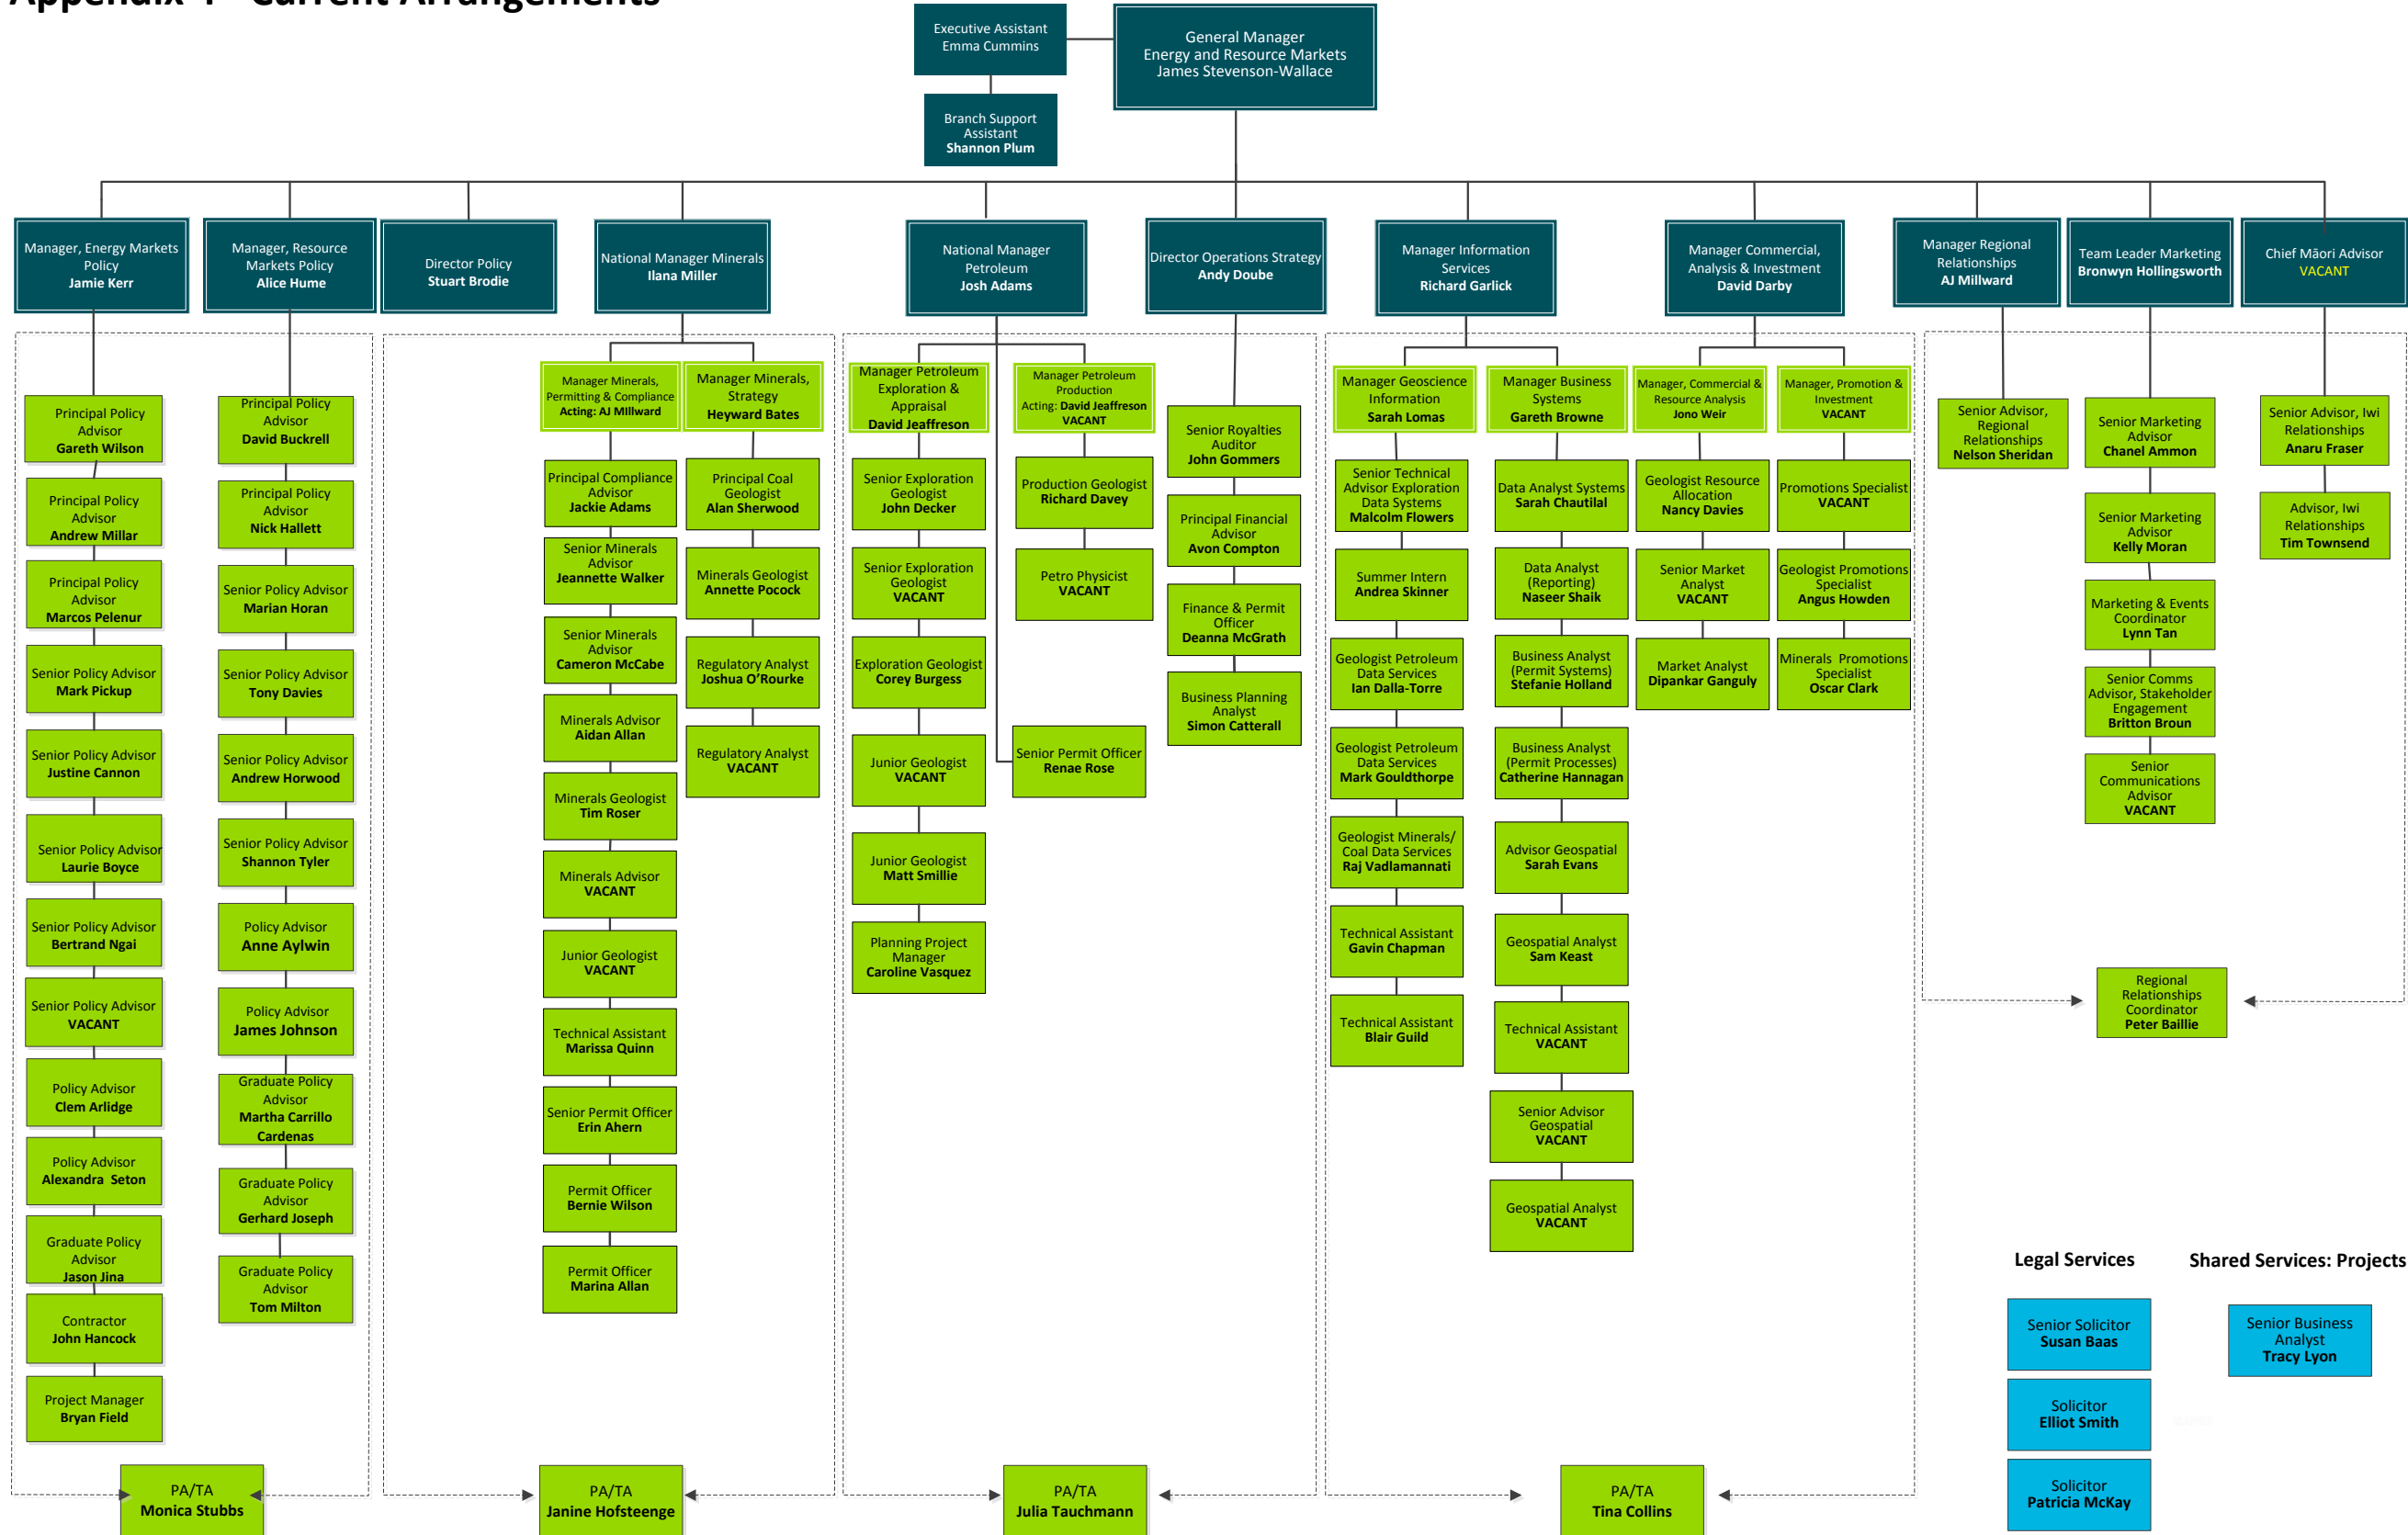 Appendix Current Arrangements
Executive Assistant
Emma Cummins
General Manager
Energy and Resource Markets
James Stevenson-Wallace
Branch Support
Assistant
Shannon Plum
Manager, Energy Markets
Policy
Jamie Kerr
Manager, Resource
Markets Policy
Alice Hume
Director Policy
Stuart Brodie
National Manager Minerals
Ilana Miller
National Manager
Petroleum
Josh Adams
Director Operations Strategy
Andy Doube
Manager Information
Services
Richard Garlick
Manager Commercial,
Analysis & Investment
David Darby
Manager Regional
Relationships
AJ Millward
Team Leader Marketing
Bronwyn Hollingsworth
Chief Māori Advisor
VACANT
Principal Policy
Advisor
Gareth Wilson
Principal Policy
Advisor
Andrew Millar
Principal Policy
Advisor
Marcos Pelenur
Senior Policy Advisor
Mark Pickup
Senior Policy Advisor
Justine Cannon
Senior Policy Advisor
Laurie Boyce
Senior Policy Advisor
Bertrand Ngai
Senior Policy Advisor
VACANT
Policy Advisor
Clem Arlidge
Policy Advisor
Alexandra Seton
Graduate Policy
Advisor
Jason Jina
Contractor
John Hancock
Project Manager
Bryan Field
Principal Policy
Advisor
David Buckrell
Principal Policy
Advisor
Nick Hallett
Senior Policy Advisor
Marian Horan
Senior Policy Advisor
Tony Davies
Senior Policy Advisor
Andrew Horwood
Senior Policy Advisor
Shannon Tyler
Policy Advisor
Anne Aylwin
Policy Advisor
James Johnson
Graduate Policy
Advisor
Martha Carrillo
Cardenas
Graduate Policy
Advisor
Gerhard Joseph
Graduate Policy
Advisor
Tom Milton
PA/TA
Monica Stubbs
Manager Minerals,
Permitting & Compliance
Acting: AJ MIllward
Principal Compliance
Advisor
Jackie Adams
Senior Minerals
Advisor
Jeannette Walker
Senior Minerals
Advisor
Cameron McCabe
Minerals Advisor
Aidan Allan
Minerals Geologist
Tim Roser
Minerals Advisor
VACANT
Junior Geologist
VACANT
Technical Assistant
Marissa Quinn
Senior Permit Officer
Erin Ahern
Permit Officer
Bernie Wilson
Permit Officer
Marina Allan
Manager Minerals,
Strategy
Heyward Bates
Principal Coal
Geologist
Alan Sherwood
Minerals Geologist
Annette Pocock
Regulatory Analyst
Joshua O'Rourke
Regulatory Analyst
VACANT
PA/TA
Janine Hofsteenge
Manager Petroleum
Exploration &
Appraisal
David Jeaffreson
Senior Exploration
Geologist
John Decker
Senior Exploration
Geologist
VACANT
Exploration Geologist
Corey Burgess
Junior Geologist
VACANT
Junior Geologist
Matt Smillie
Planning Project
Manager
Caroline Vasquez
Manager Petroleum
Production
Acting: David Jeaffreson
VACANT
Production Geologist
Richard Davey
Petro Physicist
VACANT
Senior Permit Officer
Renae Rose
Senior Royalties
Auditor
John Gommers
Principal Financial
Advisor
Avon Compton
Finance & Permit
Officer
Deanna McGrath
Business Planning
Analyst
Simon Catterall
PA/TA
Julia Tauchmann
Manager Geoscience
Information
Sarah Lomas
Senior Technical
Advisor Exploration
Data Systems
Malcolm Flowers
Summer Intern
Andrea Skinner
Geologist Petroleum
Data Services
Ian Dalla-Torre
Geologist Petroleum
Data Services
Mark Gouldthorpe
Geologist Minerals/
Coal Data Services
Raj Vadlamannati
Technical Assistant
Gavin Chapman
Technical Assistant
Blair Guild
Manager Business
Systems
Gareth Browne
Data Analyst Systems
Sarah Chautilal
Data Analyst
(Reporting)
Naseer Shaik
Business Analyst
(Permit Systems)
Stefanie Holland
Business Analyst
(Permit Processes)
Catherine Hannagan
Advisor Geospatial
Sarah Evans
Geospatial Analyst
Sam Keast
Technical Assistant
VACANT
Senior Advisor
Geospatial
VACANT
Geospatial Analyst
VACANT
Manager, Commercial &
Resource Analysis
Jono Weir
Geologist Resource
Allocation
Nancy Davies
Senior Market
Analyst
VACANT
Market Analyst
Dipankar Ganguly
Manager, Promotion &
Investment
VACANT
Promotions Specialist
VACANT
Geologist Promotions
Specialist
Angus Howden
Minerals Promotions
Specialist
Oscar Clark
PA/TA
Tina Collins
Senior Advisor,
Regional
Relationships
Nelson Sheridan
Senior Marketing
Advisor
Chanel Ammon
Senior Marketing
Advisor
Kelly Moran
Marketing & Events
Coordinator
Lynn Tan
Senior Comms
Advisor, Stakeholder
Engagement
Britton Broun
Senior
Communications
Advisor
VACANT
Senior Advisor, Iwi
Relationships
Anaru Fraser
Advisor, Iwi
Relationships
Tim Townsend
Regional
Relationships
Coordinator
Peter Baillie
Legal Services
Senior Solicitor
Susan Baas
Solicitor
Elliot Smith
Solicitor
Patricia McKay
Shared Services: Projects
Senior Business
Analyst
Tracy Lyon